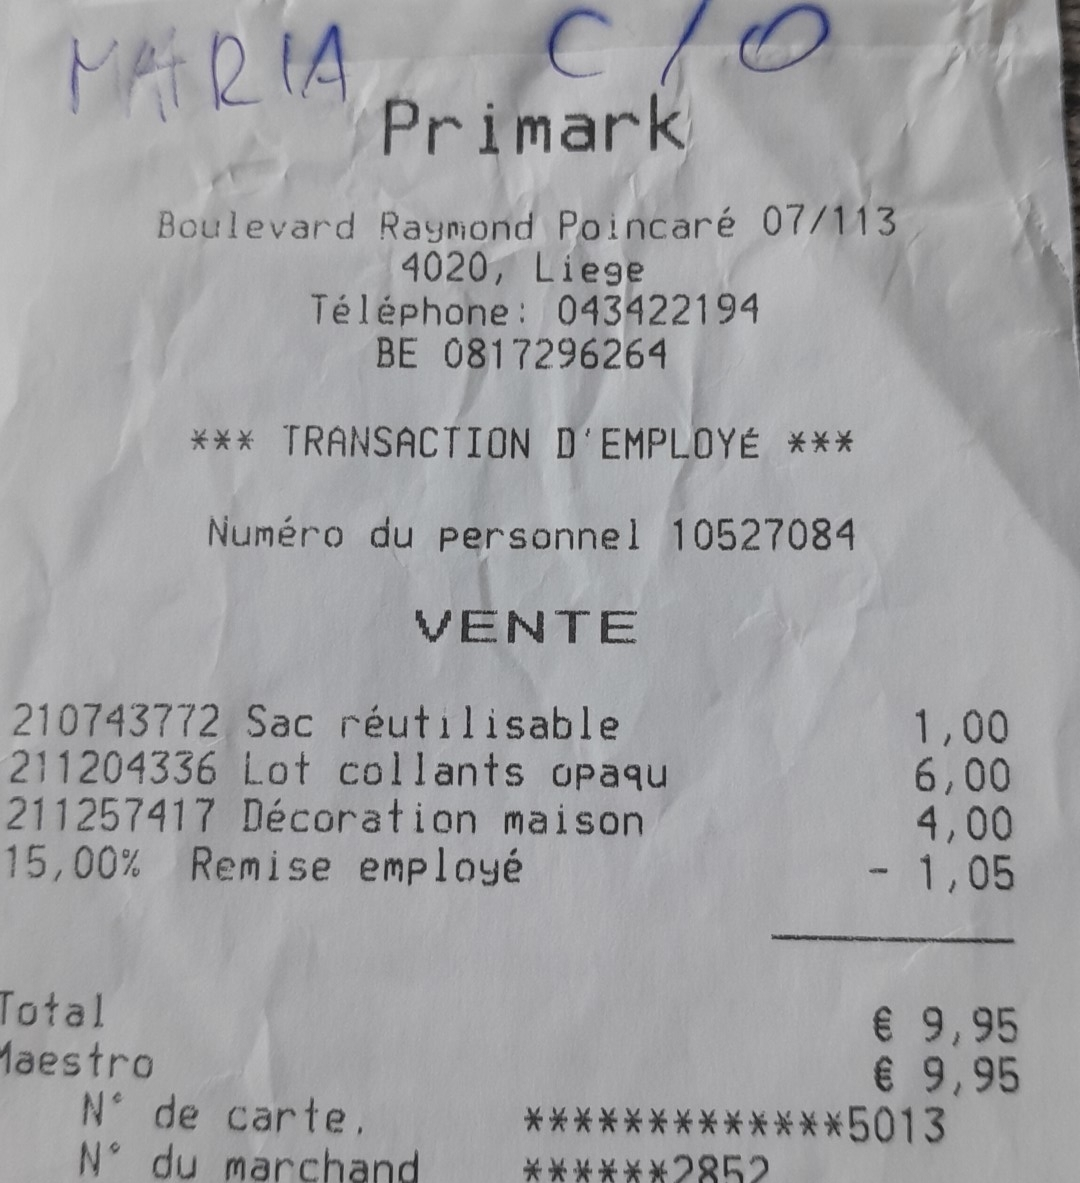 MARIA C/O
Primark
Boulevard Raymond Poincaré 07/113
4020, Liege
Téléphone: 043422194
BE 0817296264
*** TRANSACTION D'EMPLOYÉ ***
Numéro du personnel 10527084
VENTE
210743772 Sac réutilisable 1,00
211204336 Lot collants opaqu 6,00
211257417 Décoration maison 4,00
15,00% Remise employé - 1,05
Total € 9,95
Maestro € 9,95
N° de carte. *************5013
N° du marchand ******2852